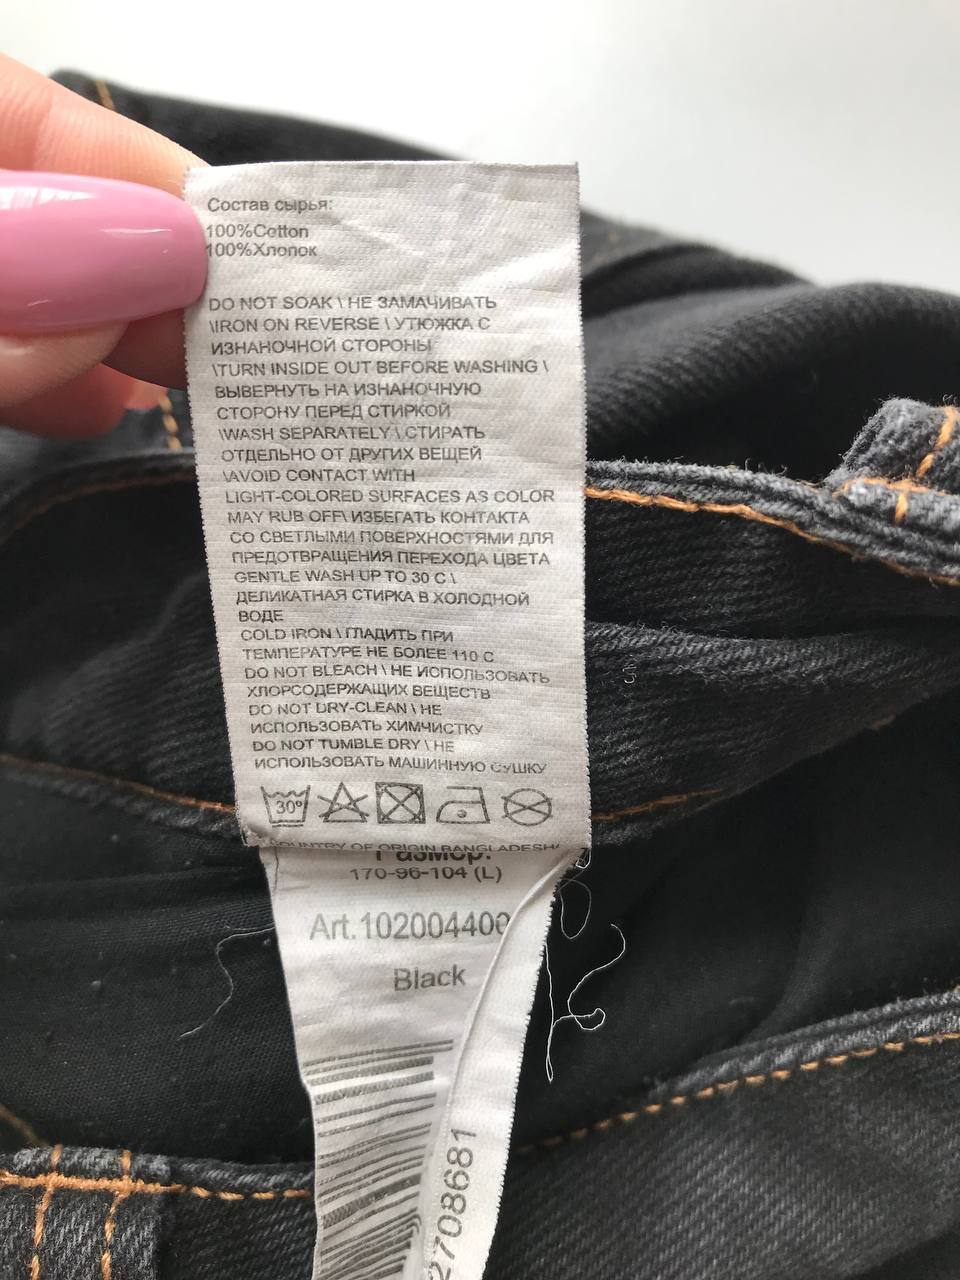 Состав сырья:
100%Cotton
100%Хлопок
DO NOT SOAK \ НЕ ЗАМАЧИВАТЬ
\IRON ON REVERSE \ УТЮЖКА С
ИЗНАНОЧНОЙ СТОРОНЫ
\TURN INSIDE OUT BEFORE WASHING \
ВЫВЕРНУТЬ НА ИЗНАНОЧНУЮ
СТОРОНУ ПЕРЕД СТИРКОЙ
\WASH SEPARATELY \ СТИРАТЬ
ОТДЕЛЬНО ОТ ДРУГИХ ВЕЩЕЙ
\AVOID CONTACT WITH
LIGHT-COLORED SURFACES AS COLOR
MAY RUB OFF\ ИЗБЕГАТЬ КОНТАКТА
СО СВЕТЛЫМИ ПОВЕРХНОСТЯМИ ДЛЯ
ПРЕДОТВРАЩЕНИЯ ПЕРЕХОДА ЦВЕТА
GENTLE WASH UP TO 30 C \
ДЕЛИКАТНАЯ СТИРКА В ХОЛОДНОЙ
ВОДЕ
COLD IRON \ ГЛАДИТЬ ПРИ
ТЕМПЕРАТУРЕ НЕ БОЛЕЕ 110 С
DO NOT BLEACH \ НЕ ИСПОЛЬЗОВАТЬ
ХЛОРСОДЕРЖАЩИХ ВЕЩЕСТВ
DO NOT DRY-CLEAN \ НЕ
ИСПОЛЬЗОВАТЬ ХИМЧИСТКУ
DO NOT TUMBLE DRY \ НЕ
ИСПОЛЬЗОВАТЬ МАШИННУЮ СУШКУ
30°
COUNTRY OF ORIGIN BANGLADESH/
Размер:
170-96-104 (L)
Art.102004400
Black
2708681